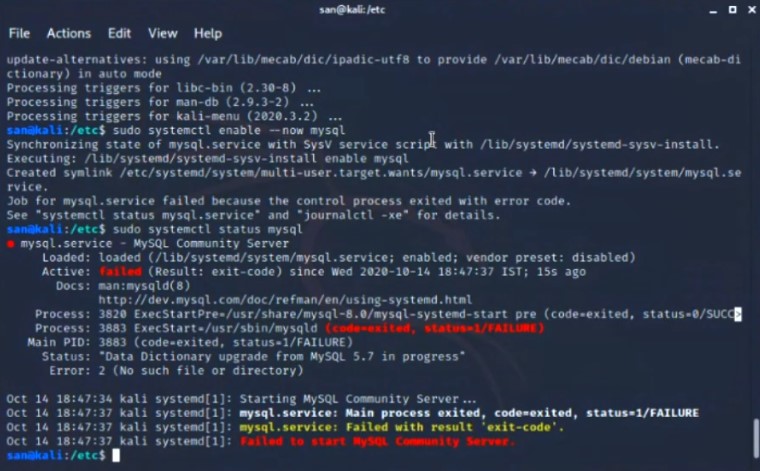 san@kali:/etc
File Actions Edit View Help
update-alternatives: using /var/lib/mecab/dic/ipadic-utf8 to provide /var/lib/mecab/dic/debian (mecab-di
ctionary) in auto mode
Processing triggers for libc-bin (2.30-8) ...
Processing triggers for man-db (2.9.3-2) ...
Processing triggers for kali-menu (2020.3.2) ...
san@kali:/etc$ sudo systemctl enable --now mysql
Synchronizing state of mysql.service with SysV service script with /lib/systemd/systemd-sysv-install.
Executing: /lib/systemd/systemd-sysv-install enable mysql
Created symlink /etc/systemd/system/multi-user.target.wants/mysql.service → /lib/systemd/system/mysql.se
rvice.
Job for mysql.service failed because the control process exited with error code.
See "systemctl status mysql.service" and "journalctl -xe" for details.
san@kali:/etc$ sudo systemctl status mysql
● mysql.service - MySQL Community Server
Loaded: loaded (/lib/systemd/system/mysql.service; enabled; vendor preset: disabled)
Active: failed (Result: exit-code) since Wed 2020-10-14 18:47:37 IST; 15s ago
Docs: man:mysqld(8)
http://dev.mysql.com/doc/refman/en/using-systemd.html
Process: 3820 ExecStartPre=/usr/share/mysql-8.0/mysql-systemd-start pre (code=exited, status=0/SUCC>
Process: 3883 ExecStart=/usr/sbin/mysqld (code=exited, status=1/FAILURE)
Main PID: 3883 (code=exited, status=1/FAILURE)
Status: "Data Dictionary upgrade from MySQL 5.7 in progress"
Error: 2 (No such file or directory)
Oct 14 18:47:34 kali systemd[1]: Starting MySQL Community Server...
Oct 14 18:47:37 kali systemd[1]: mysql.service: Main process exited, code=exited, status=1/FAILURE
Oct 14 18:47:37 kali systemd[1]: mysql.service: Failed with result 'exit-code'.
Oct 14 18:47:37 kali systemd[1]: Failed to start MySQL Community Server.
san@kali:/etc$